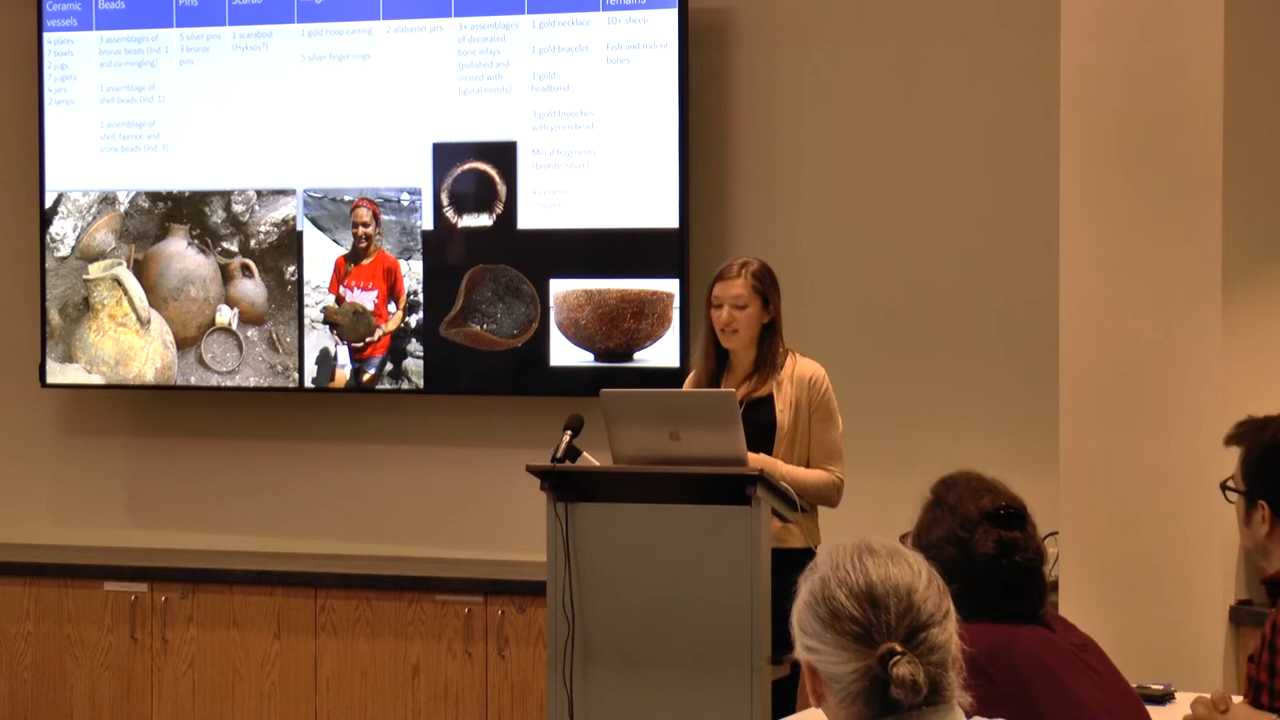 Ceramic
vessels
4 plates
7 bowls
2 jugs
7 juglets
4 jars
2 lamps
Beads
3 assemblages of
bronze beads (Ind. 1
and co-mingling)
1 assemblage of
shell beads (Ind. 1)
1 assemblage of
shell, faience and
stone beads (Ind. 3)
Pins
5 silver pins
3 bronze
pins
Scarab
1 scaraboid
(Hyksos?)
1 gold hoop earring
5 silver finger rings
2 alabaster jars
3+ assemblages
of decorated
bone inlays
(polished and
incised with
figural motifs)
1 gold necklace
1 gold bracelet
1 gold
headband
3 gold brooches
with green bead
Metal fragments
(bronze, silver)
remains
10+ sheep
Fish and rodent
bones